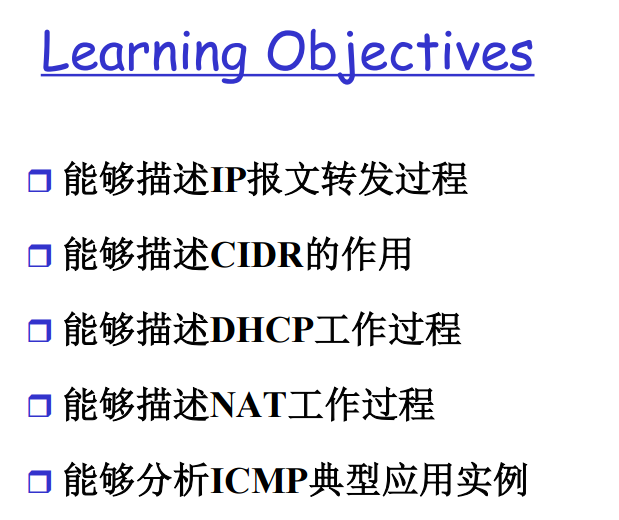 Learning Objectives
能够描述IP报文转发过程
能够描述CIDR的作用
能够描述DHCP工作过程
能够描述NAT工作过程
能够分析ICMP典型应用实例